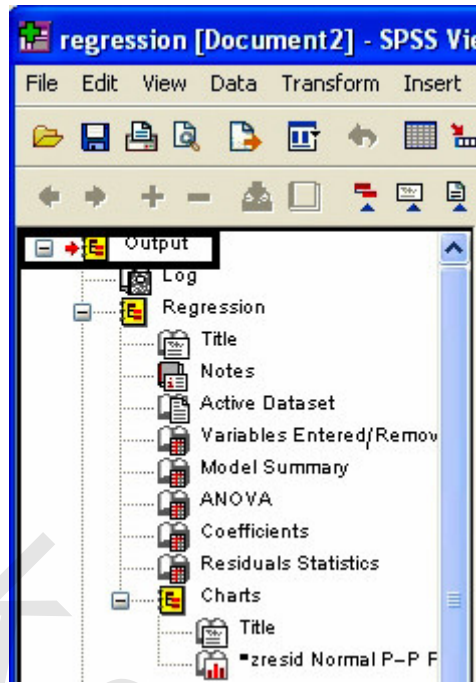 regression [Document2] - SPSS Vie
File Edit View Data Transform Insert
Output
Log
Regression
Title
Notes
Active Dataset
Variables Entered/Remov
Model Summary
ANOVA
Coefficients
Residuals Statistics
Charts
Title
*zresid Normal P-P F